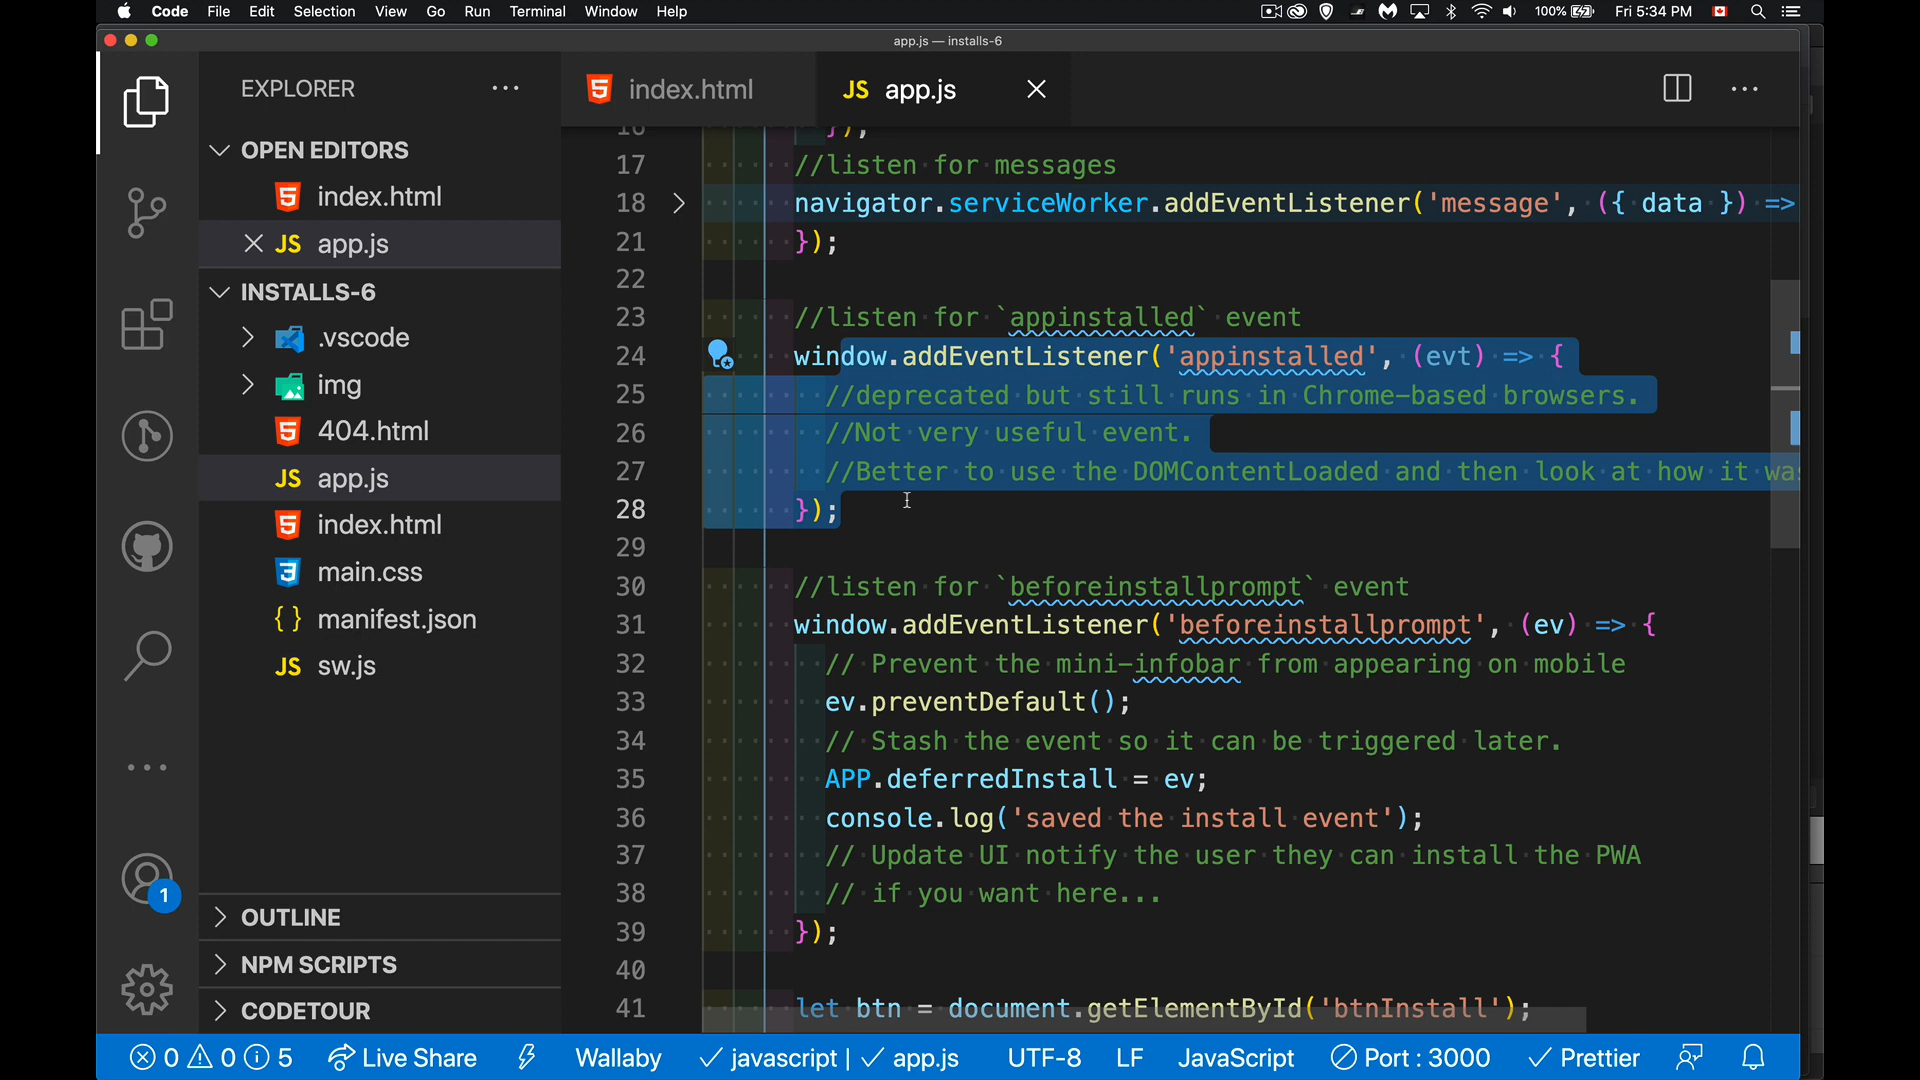 Code File Edit Selection View Go Run Terminal Window Help 100% Fri 5:34 PM
app.js — installs-6
EXPLORER
index.html
JS app.js
OPEN EDITORS
index.html
JS app.js
INSTALLS-6
.vscode
img
404.html
JS app.js
index.html
main.css
{ } manifest.json
JS sw.js
OUTLINE
NPM SCRIPTS
CODETOUR
1
16 });
17 //listen for messages
18 navigator.serviceWorker.addEventListener('message', ({ data }) =>
21 });
22
23 //listen for `appinstalled` event
24 window.addEventListener('appinstalled', (evt) => {
25 //deprecated but still runs in Chrome-based browsers.
26 //Not very useful event.
27 //Better to use the DOMContentLoaded and then look at how it wa
28 });
29
30 //listen for `beforeinstallprompt` event
31 window.addEventListener('beforeinstallprompt', (ev) => {
32 // Prevent the mini-infobar from appearing on mobile
33 ev.preventDefault();
34 // Stash the event so it can be triggered later.
35 APP.deferredInstall = ev;
36 console.log('saved the install event');
37 // Update UI notify the user they can install the PWA
38 // if you want here...
39 });
40
41 let btn = document.getElementById('btnInstall');
0 0 5 Live Share Wallaby javascript | app.js UTF-8 LF JavaScript Port : 3000 Prettier